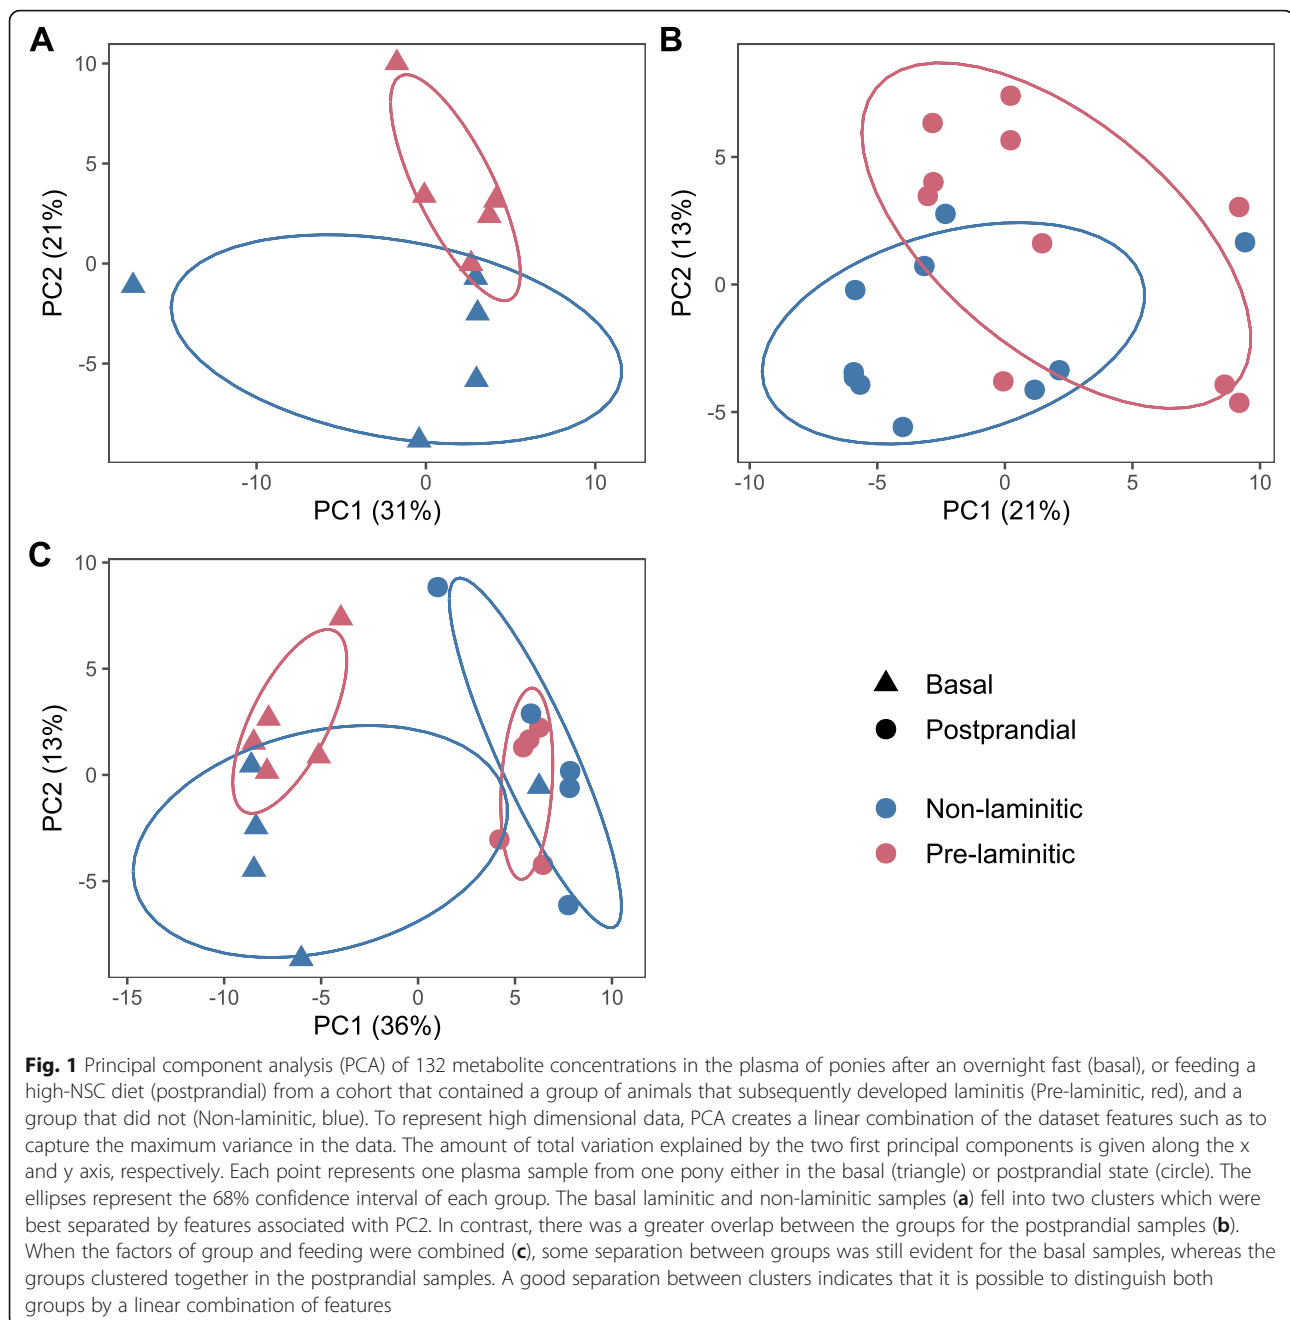 A
B
10
5
0
-5
PC2 (21%)
-10
0
10
PC1 (31%)
5
0
-5
PC2 (13%)
-10
-5
0
5
10
PC1 (21%)
C
10
5
0
-5
PC2 (13%)
-15
-10
-5
0
5
10
PC1 (36%)
Basal
Postprandial
Non-laminitic
Pre-laminitic
Fig. 1 Principal component analysis (PCA) of 132 metabolite concentrations in the plasma of ponies after an overnight fast (basal), or feeding a
high-NSC diet (postprandial) from a cohort that contained a group of animals that subsequently developed laminitis (Pre-laminitic, red), and a
group that did not (Non-laminitic, blue). To represent high dimensional data, PCA creates a linear combination of the dataset features such as to
capture the maximum variance in the data. The amount of total variation explained by the two first principal components is given along the x
and y axis, respectively. Each point represents one plasma sample from one pony either in the basal (triangle) or postprandial state (circle). The
ellipses represent the 68% confidence interval of each group. The basal laminitic and non-laminitic samples (a) fell into two clusters which were
best separated by features associated with PC2. In contrast, there was a greater overlap between the groups for the postprandial samples (b).
When the factors of group and feeding were combined (c), some separation between groups was still evident for the basal samples, whereas the
groups clustered together in the postprandial samples. A good separation between clusters indicates that it is possible to distinguish both
groups by a linear combination of features